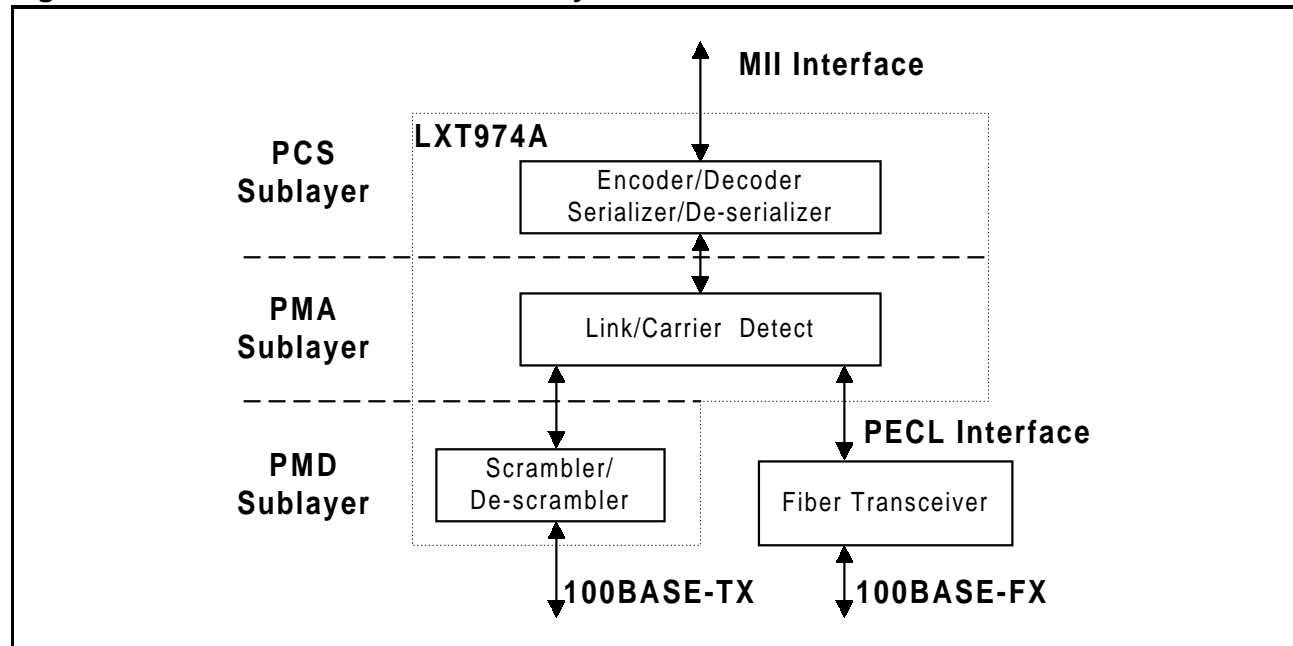 MII Interface
LXT974A
PCS
Sublayer
Encoder/Decoder
Serializer/De-serializer
PMA
Sublayer
Link/Carrier Detect
PECL Interface
PMD
Sublayer
Scrambler/
De-scrambler
Fiber Transceiver
100BASE-TX
100BASE-FX